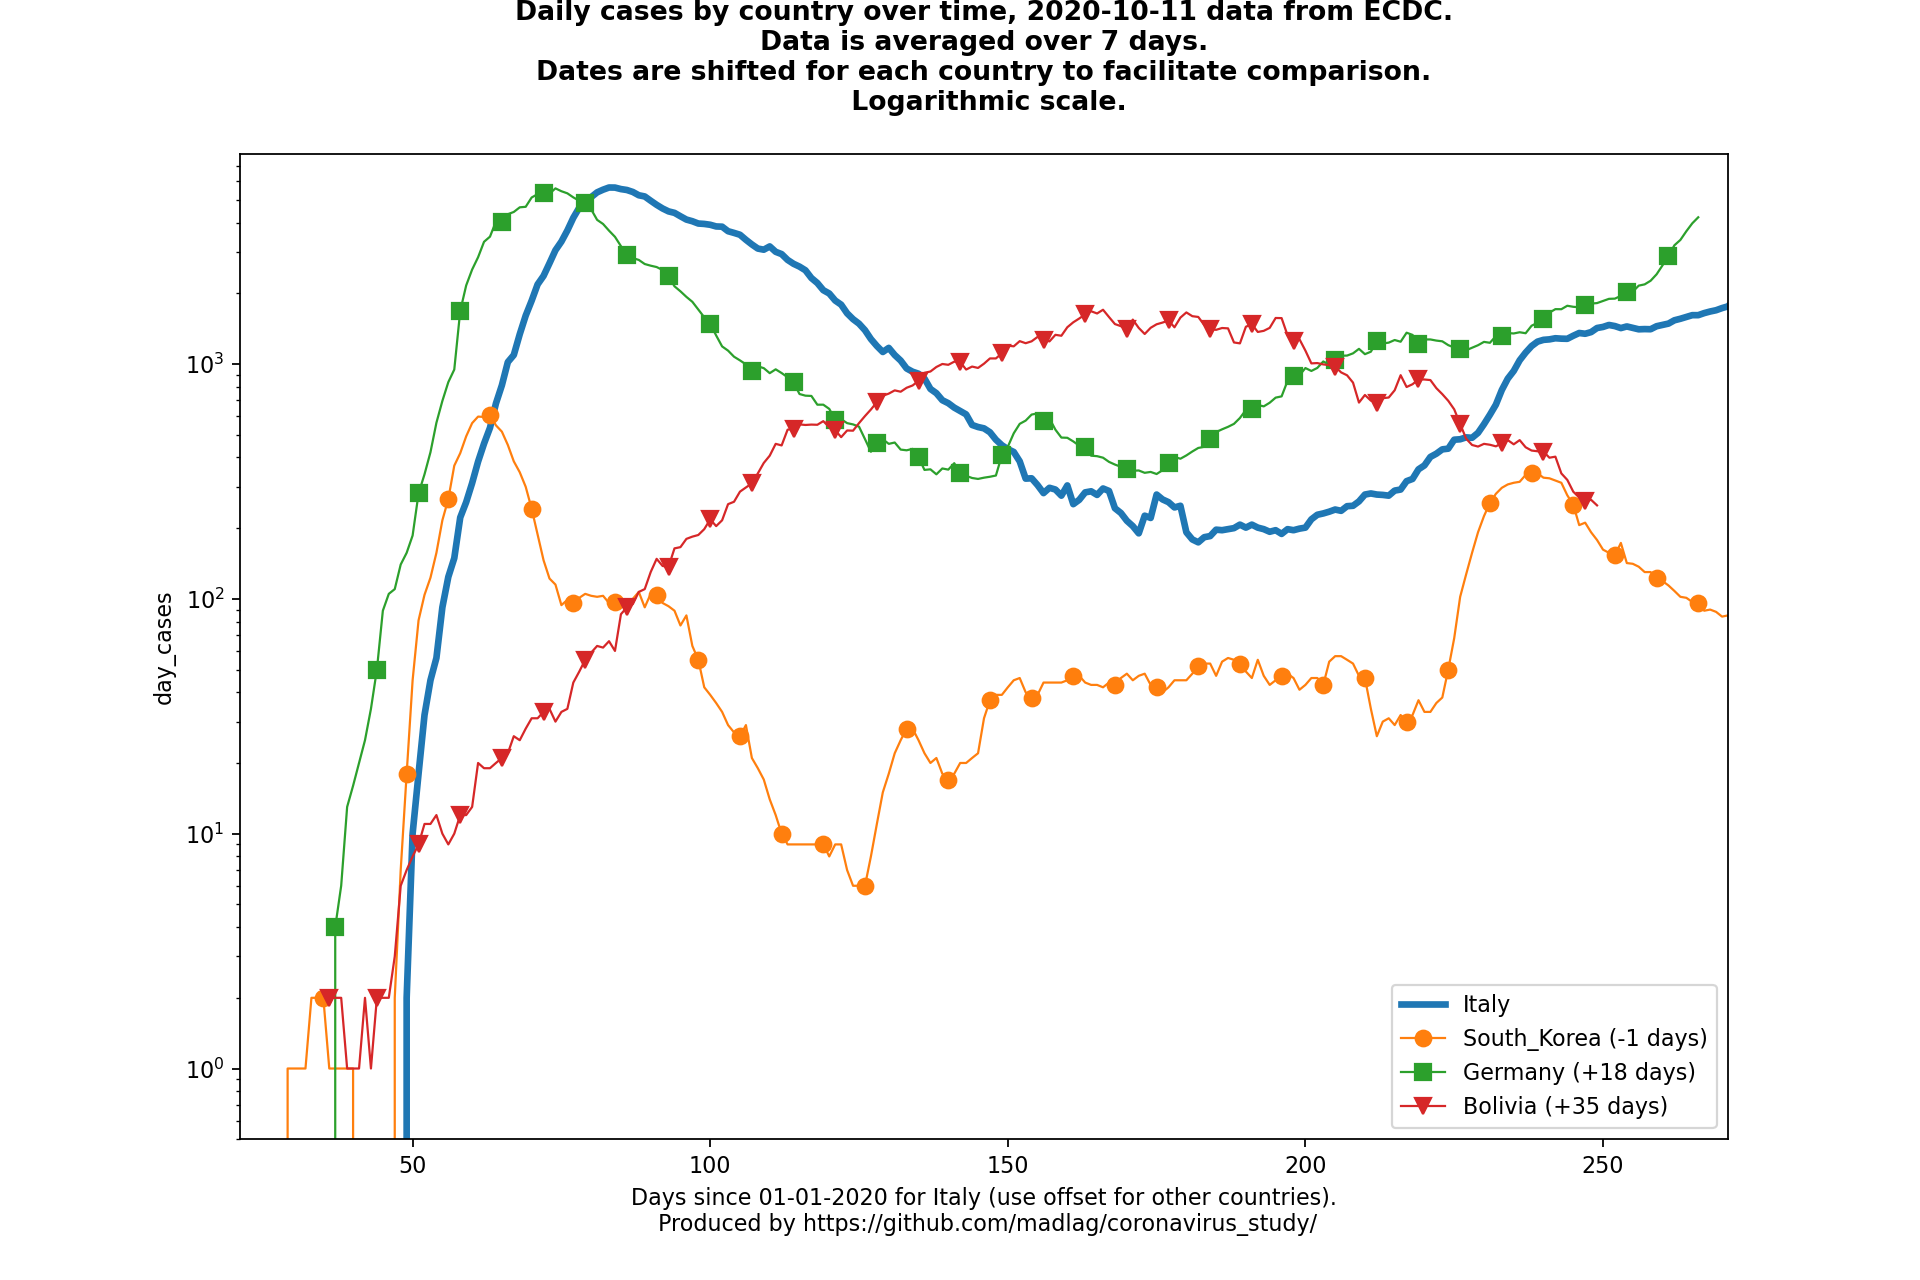 Daily cases by country over time, 2020-10-11 data from ECDC.
Data is averaged over 7 days.
Dates are shifted for each country to facilitate comparison.
Logarithmic scale.
10³
10²
10¹
10⁰
day_cases
Italy
South_Korea (-1 days)
Germany (+18 days)
Bolivia (+35 days)
50
100
150
200
250
Days since 01-01-2020 for Italy (use offset for other countries).
Produced by https://github.com/madlag/coronavirus_study/